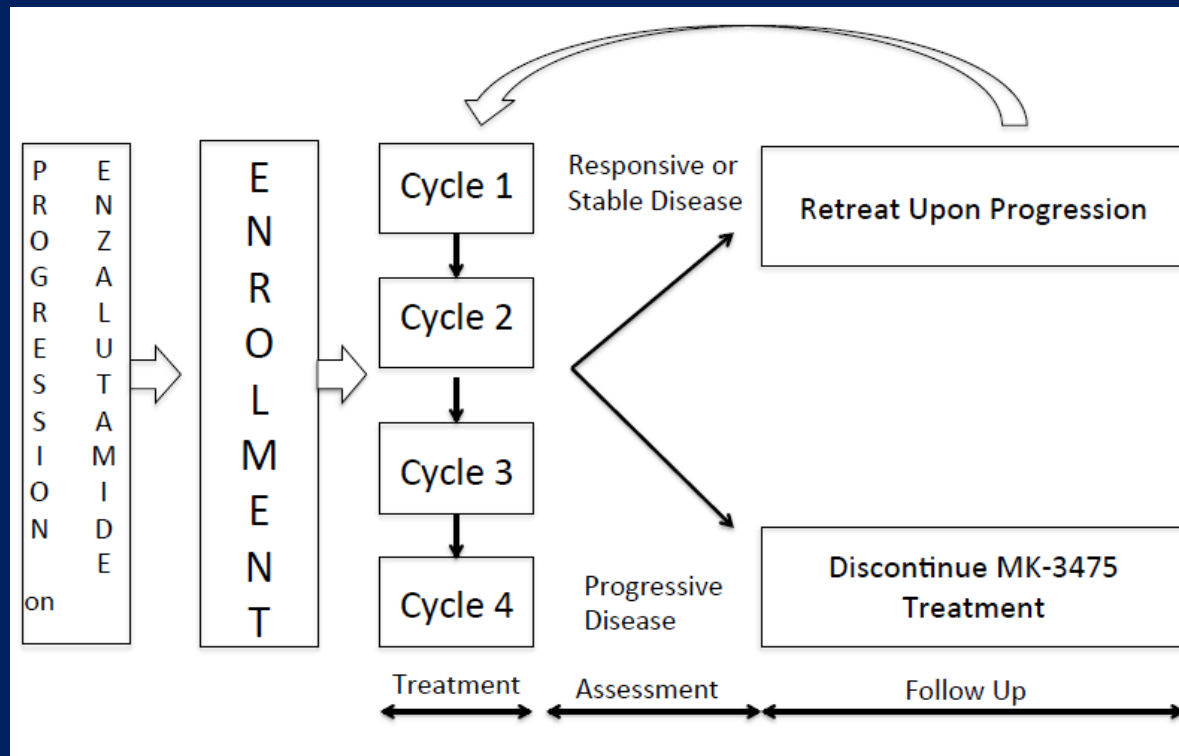 PROGRESSION
on
ENZALUTAMIDE
ENROLMENT
Cycle 1
Cycle 2
Cycle 3
Cycle 4
Responsive or
Stable Disease
Retreat Upon Progression
Progressive
Disease
Discontinue MK-3475
Treatment
Treatment
Assessment
Follow Up